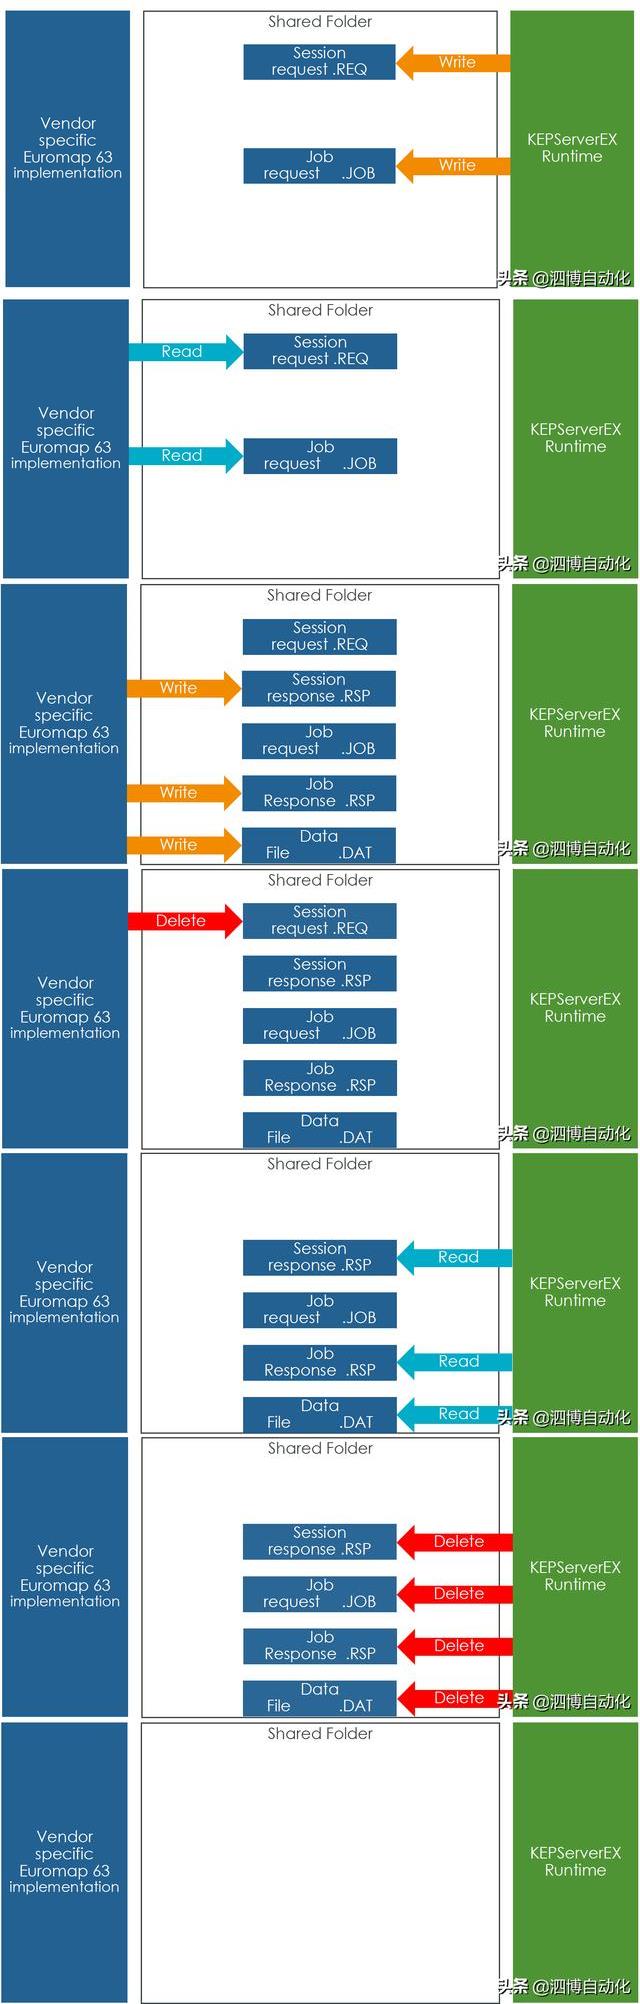 Shared Folder
Vendor
specific
Euromap 63
implementation
Session
request .REQ
Write
Job
request .JOB
Write
KEPServerEX
Runtime
头条 @泗博自动化
Shared Folder
Vendor
specific
Euromap 63
implementation
Read
Session
request .REQ
Read
Job
request .JOB
KEPServerEX
Runtime
头条 @泗博自动化
Shared Folder
Vendor
specific
Euromap 63
implementation
Session
request .REQ
Write
Session
response .RSP
Job
request .JOB
Write
Job
Response .RSP
Write
Data
File .DAT
KEPServerEX
Runtime
头条 @泗博自动化
Shared Folder
Vendor
specific
Euromap 63
implementation
Delete
Session
request .REQ
Session
response .RSP
Job
request .JOB
Job
Response .RSP
Data
File .DAT
KEPServerEX
Runtime
头条 @泗博自动化
Shared Folder
Vendor
specific
Euromap 63
implementation
Session
response .RSP
Read
Job
request .JOB
Job
Response .RSP
Read
Data
File .DAT
Read
KEPServerEX
Runtime
头条 @泗博自动化
Shared Folder
Vendor
specific
Euromap 63
implementation
Session
response .RSP
Delete
Job
request .JOB
Delete
Job
Response .RSP
Delete
Data
File .DAT
Delete
KEPServerEX
Runtime
头条 @泗博自动化
Shared Folder
Vendor
specific
Euromap 63
implementation
KEPServerEX
Runtime
头条 @泗博自动化